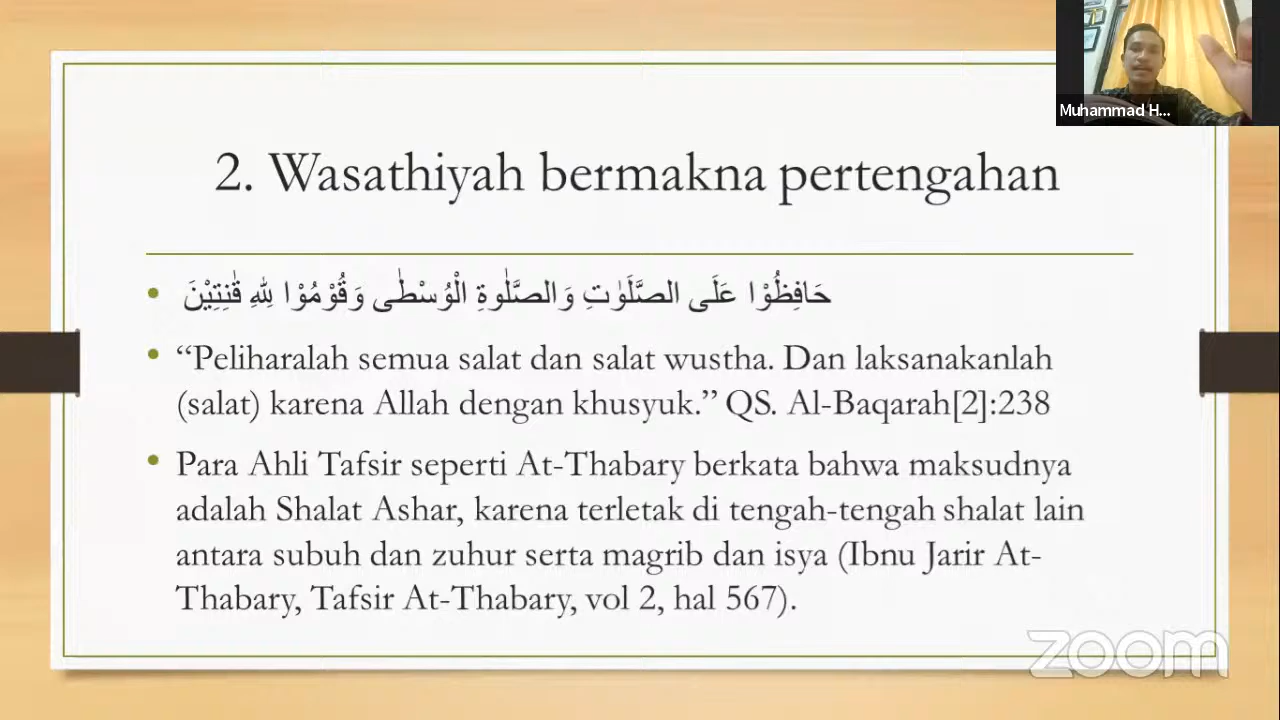 Muhammad H...
2. Wasathiyah bermakna pertengahan
• حَافِظُوْا عَلَى الصَّلَوٰتِ وَالصَّلٰوةِ الْوُسْطٰى وَقُوْمُوْا لِلّٰهِ قٰنِتِيْنَ
• “Peliharalah semua salat dan salat wustha. Dan laksanakanlah
(salat) karena Allah dengan khusyuk.” QS. Al-Baqarah[2]:238
• Para Ahli Tafsir seperti At-Thabary berkata bahwa maksudnya
adalah Shalat Ashar, karena terletak di tengah-tengah shalat lain
antara subuh dan zuhur serta magrib dan isya (Ibnu Jarir At-
Thabary, Tafsir At-Thabary, vol 2, hal 567).
zoom